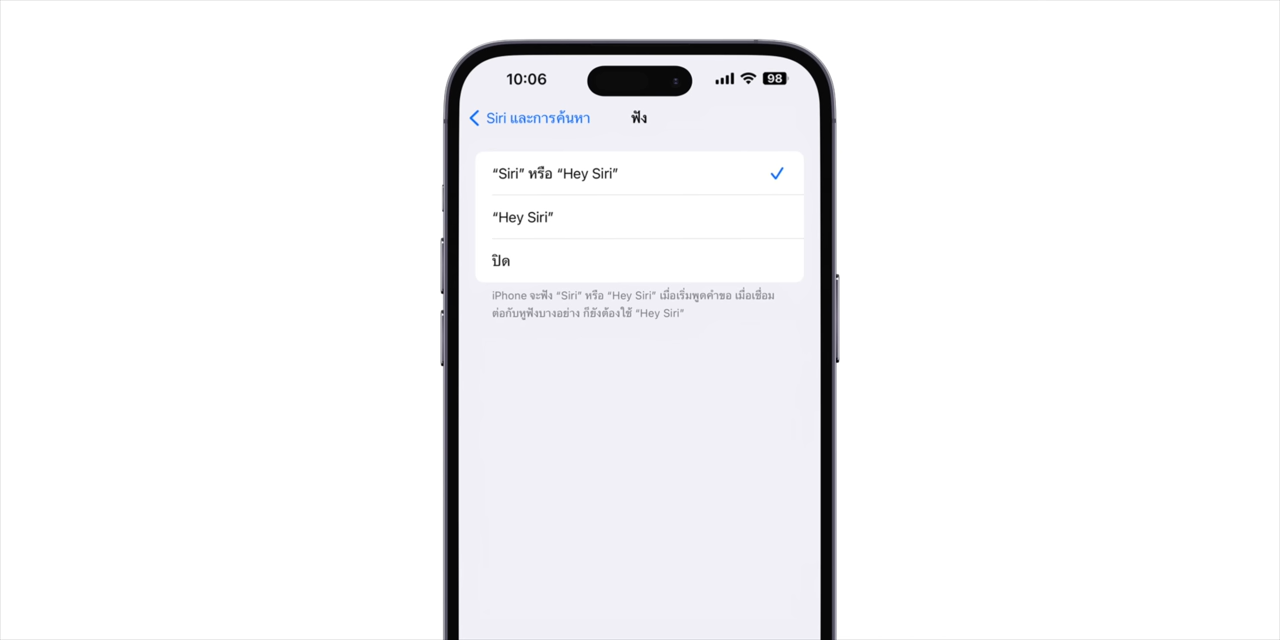 10:06 98
Siri และการค้นหา ฟัง
“Siri” หรือ “Hey Siri”
“Hey Siri”
ปิด
iPhone จะฟัง “Siri” หรือ “Hey Siri” เมื่อเริ่มพูดคำขอ เมื่อเชื่อม
ต่อกับหูฟังบางอย่าง ก็ยังต้องใช้ “Hey Siri”